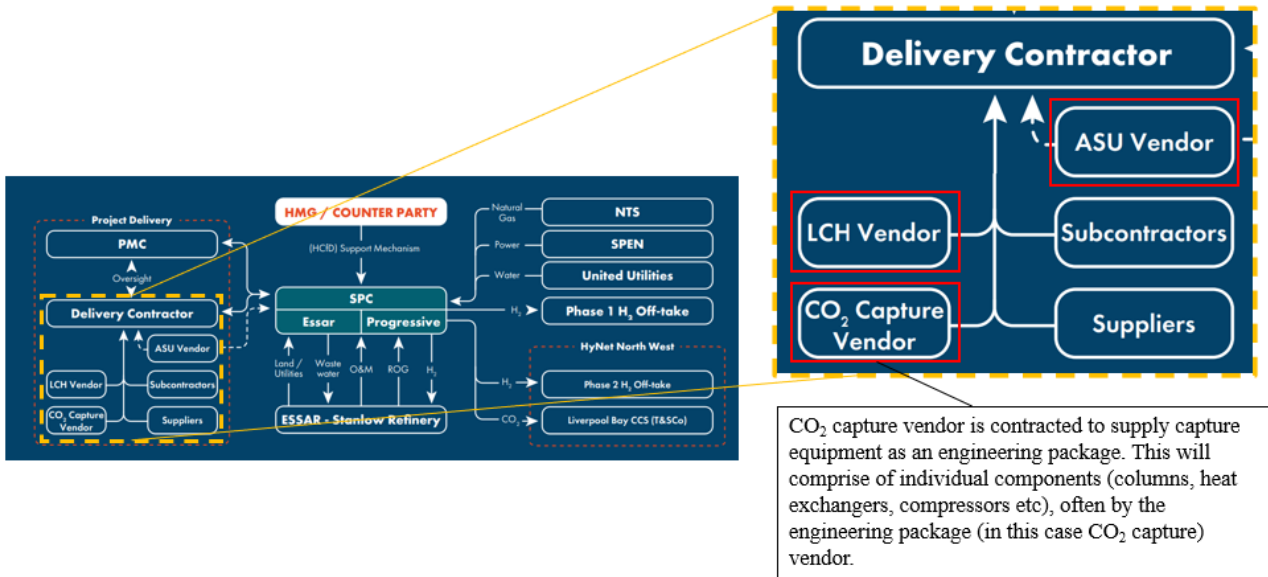 Project Delivery
PMC
Oversight
Delivery Contractor
ASU Vendor
LCH Vendor
Subcontractors
CO₂ Capture
Vendor
Suppliers
HMG / COUNTER PARTY
(HCfD) Support Mechanism
SPC
Essar
Progressive
Land /
Utilities
Waste
water
O&M
ROG
H₂
ESSAR - Stanlow Refinery
Natural
Gas
NTS
Power
SPEN
Water
United Utilities
H₂
Phase 1 H₂ Off-take
HyNet North West
H₂
Phase 2 H₂ Off-take
CO₂
Liverpool Bay CCS (T&SCo)
Delivery Contractor
ASU Vendor
LCH Vendor
Subcontractors
CO₂ Capture
Vendor
Suppliers
CO₂ capture vendor is contracted to supply capture
equipment as an engineering package. This will
comprise of individual components (columns, heat
exchangers, compressors etc), often by the
engineering package (in this case CO₂ capture)
vendor.